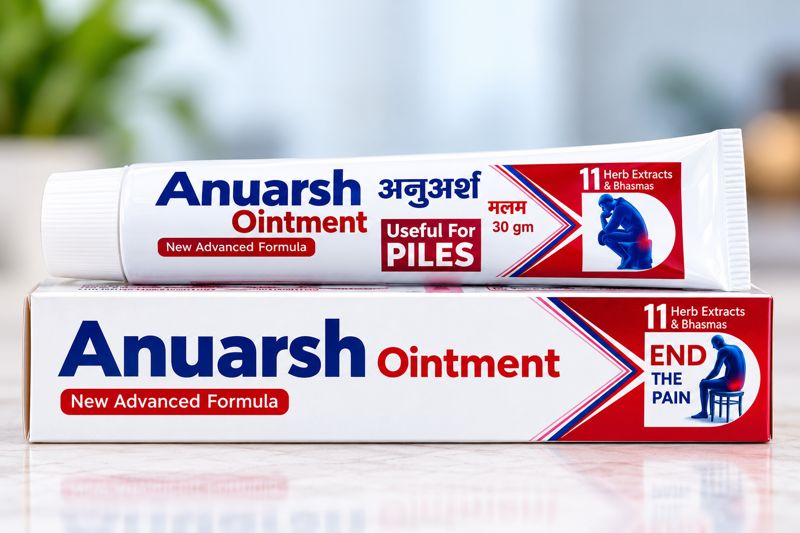 Anuarsh
Ointment
New Advanced Formula
अनुअर्श
मलम
30 gm
Useful For
PILES
11 Herb Extracts
& Bhasmas
Anuarsh Ointment
New Advanced Formula
11 Herb Extracts
& Bhasmas
END
THE
PAIN